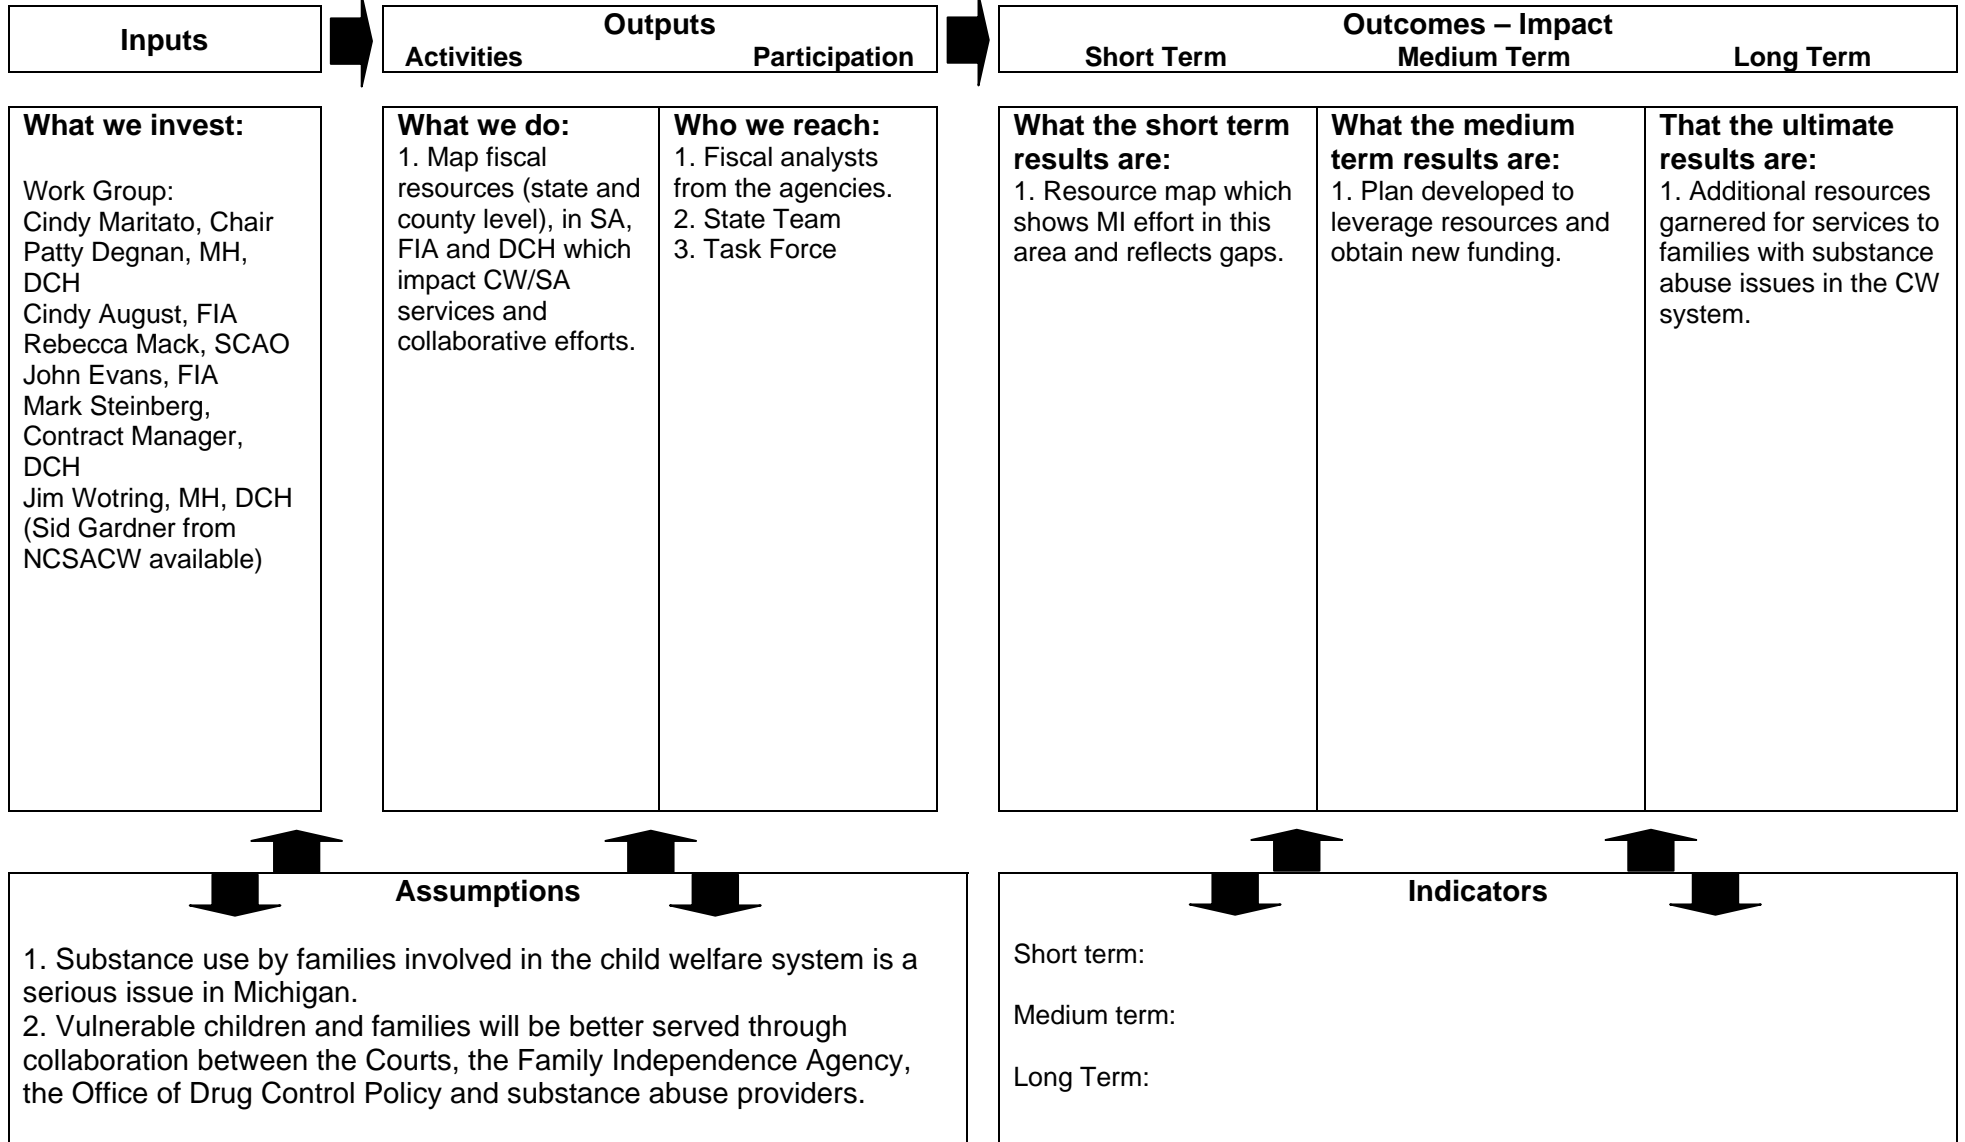 Inputs
Outputs
Activities Participation
Outcomes – Impact
Short Term Medium Term Long Term
What we invest:
Work Group:
Cindy Maritato, Chair
Patty Degnan, MH,
DCH
Cindy August, FIA
Rebecca Mack, SCAO
John Evans, FIA
Mark Steinberg,
Contract Manager,
DCH
Jim Wotring, MH, DCH
(Sid Gardner from
NCSACW available)
What we do:
1. Map fiscal
resources (state and
county level), in SA,
FIA and DCH which
impact CW/SA
services and
collaborative efforts.
Who we reach:
1. Fiscal analysts
from the agencies.
2. State Team
3. Task Force
What the short term
results are:
1. Resource map which
shows MI effort in this
area and reflects gaps.
What the medium
term results are:
1. Plan developed to
leverage resources and
obtain new funding.
That the ultimate
results are:
1. Additional resources
garnered for services to
families with substance
abuse issues in the CW
system.
Assumptions
1. Substance use by families involved in the child welfare system is a
serious issue in Michigan.
2. Vulnerable children and families will be better served through
collaboration between the Courts, the Family Independence Agency,
the Office of Drug Control Policy and substance abuse providers.
Indicators
Short term:
Medium term:
Long Term: